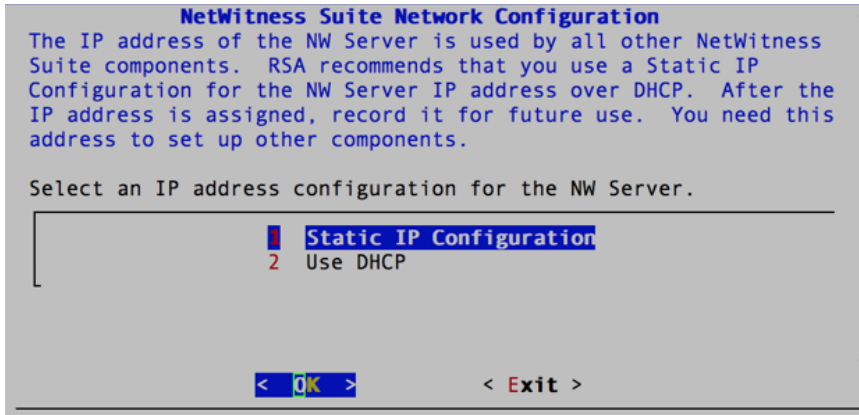 NetWitness Suite Network Configuration
The IP address of the NW Server is used by all other NetWitness
Suite components.  RSA recommends that you use a Static IP
Configuration for the NW Server IP address over DHCP.  After the
IP address is assigned, record it for future use.  You need this
address to set up other components.
Select an IP address configuration for the NW Server.
1  Static IP Configuration
2  Use DHCP
<  OK  >  < Exit >